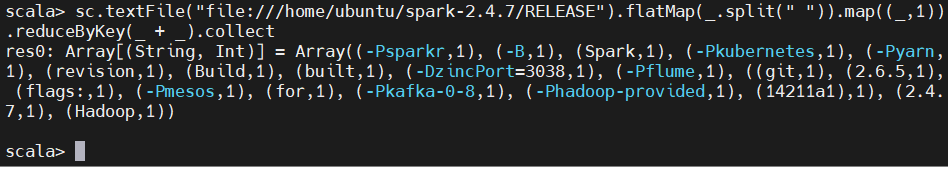 scala> sc.textFile("file:///home/ubuntu/spark-2.4.7/RELEASE").flatMap(_.split(" ")).map((_,1))
.reduceByKey(_ + _).collect
res0: Array[(String, Int)] = Array((-Psparkr,1), (-B,1), (Spark,1), (-Pkubernetes,1), (-Pyarn,
1), (revision,1), (Build,1), (built,1), (-DzincPort=3038,1), (-Pflume,1), ((git,1), (2.6.5,1),
(flags:,1), (-Pmesos,1), (for,1), (-Pkafka-0-8,1), (-Phadoop-provided,1), (14211a1),1), (2.4.
7,1), (Hadoop,1))
scala>